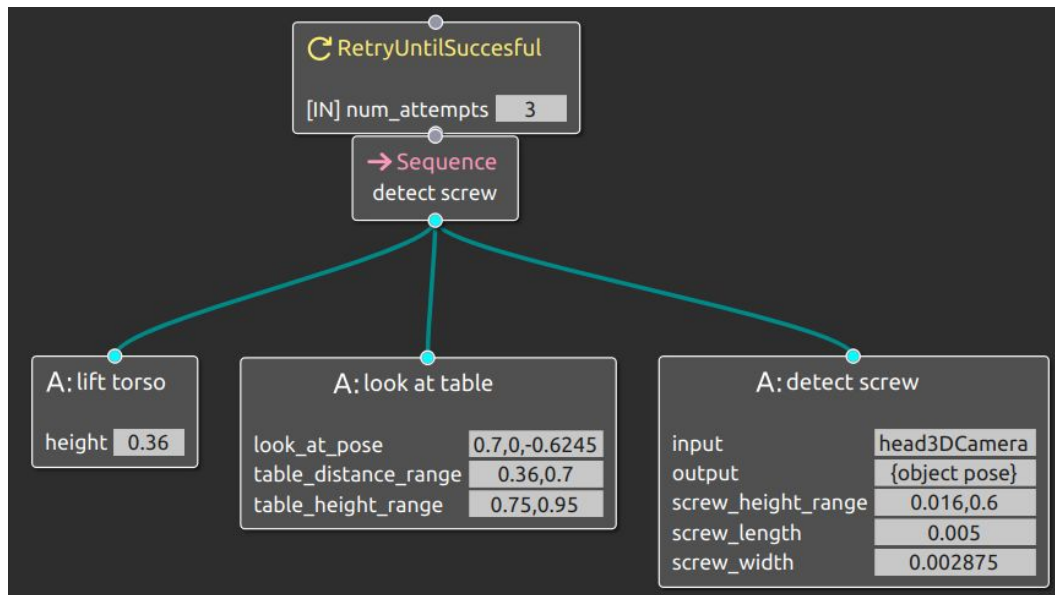 RetryUntilSuccesful
[IN] num_attempts 3
→ Sequence
detect screw
A: lift torso
height 0.36
A: look at table
look_at_pose 0.7,0,-0.6245
table_distance_range 0.36,0.7
table_height_range 0.75,0.95
A: detect screw
input head3DCamera
output {object pose}
screw_height_range 0.016,0.6
screw_length 0.005
screw_width 0.002875